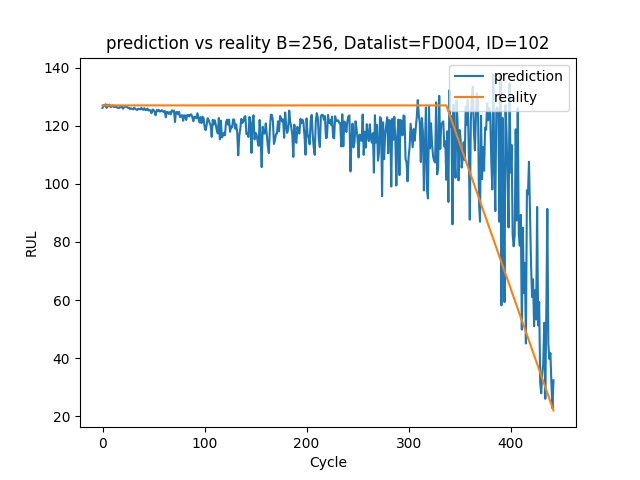 prediction vs reality B=256, Datalist=FD004, ID=102
prediction
reality
140
120
100
80
60
40
20
RUL
0 100 200 300 400
Cycle